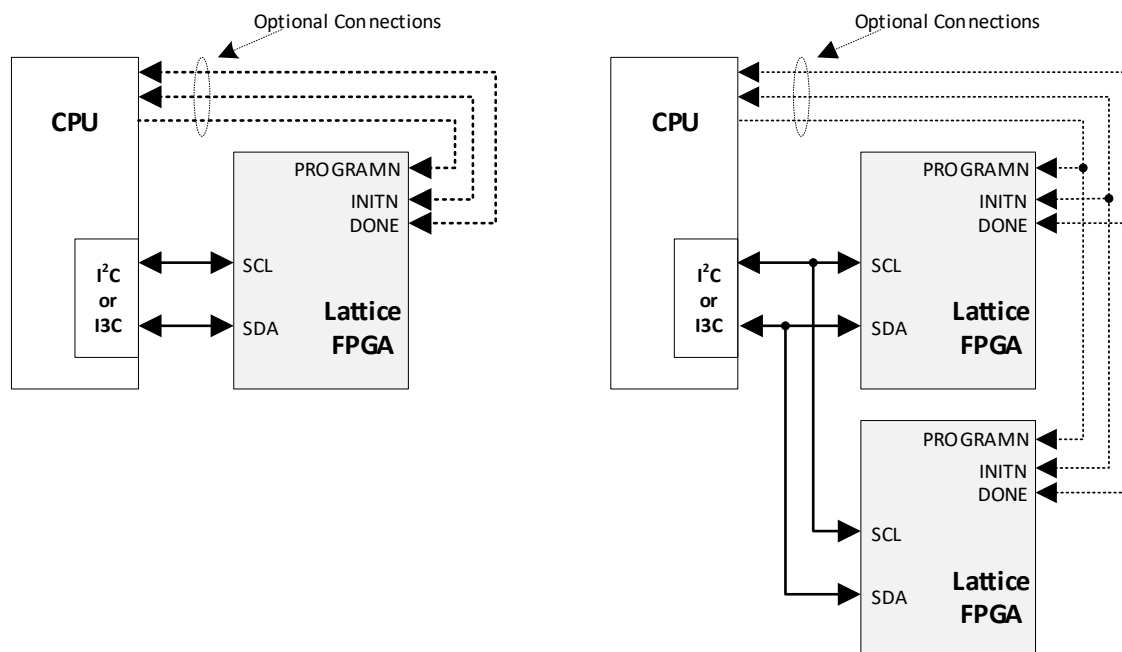 Optional Connections
CPU
PROGRAMN
INITN
DONE
I²C
or
I3C
SCL
SDA
Lattice
FPGA
Optional Connections
CPU
PROGRAMN
INITN
DONE
I²C
or
I3C
SCL
SDA
Lattice
FPGA
PROGRAMN
INITN
DONE
SCL
SDA
Lattice
FPGA